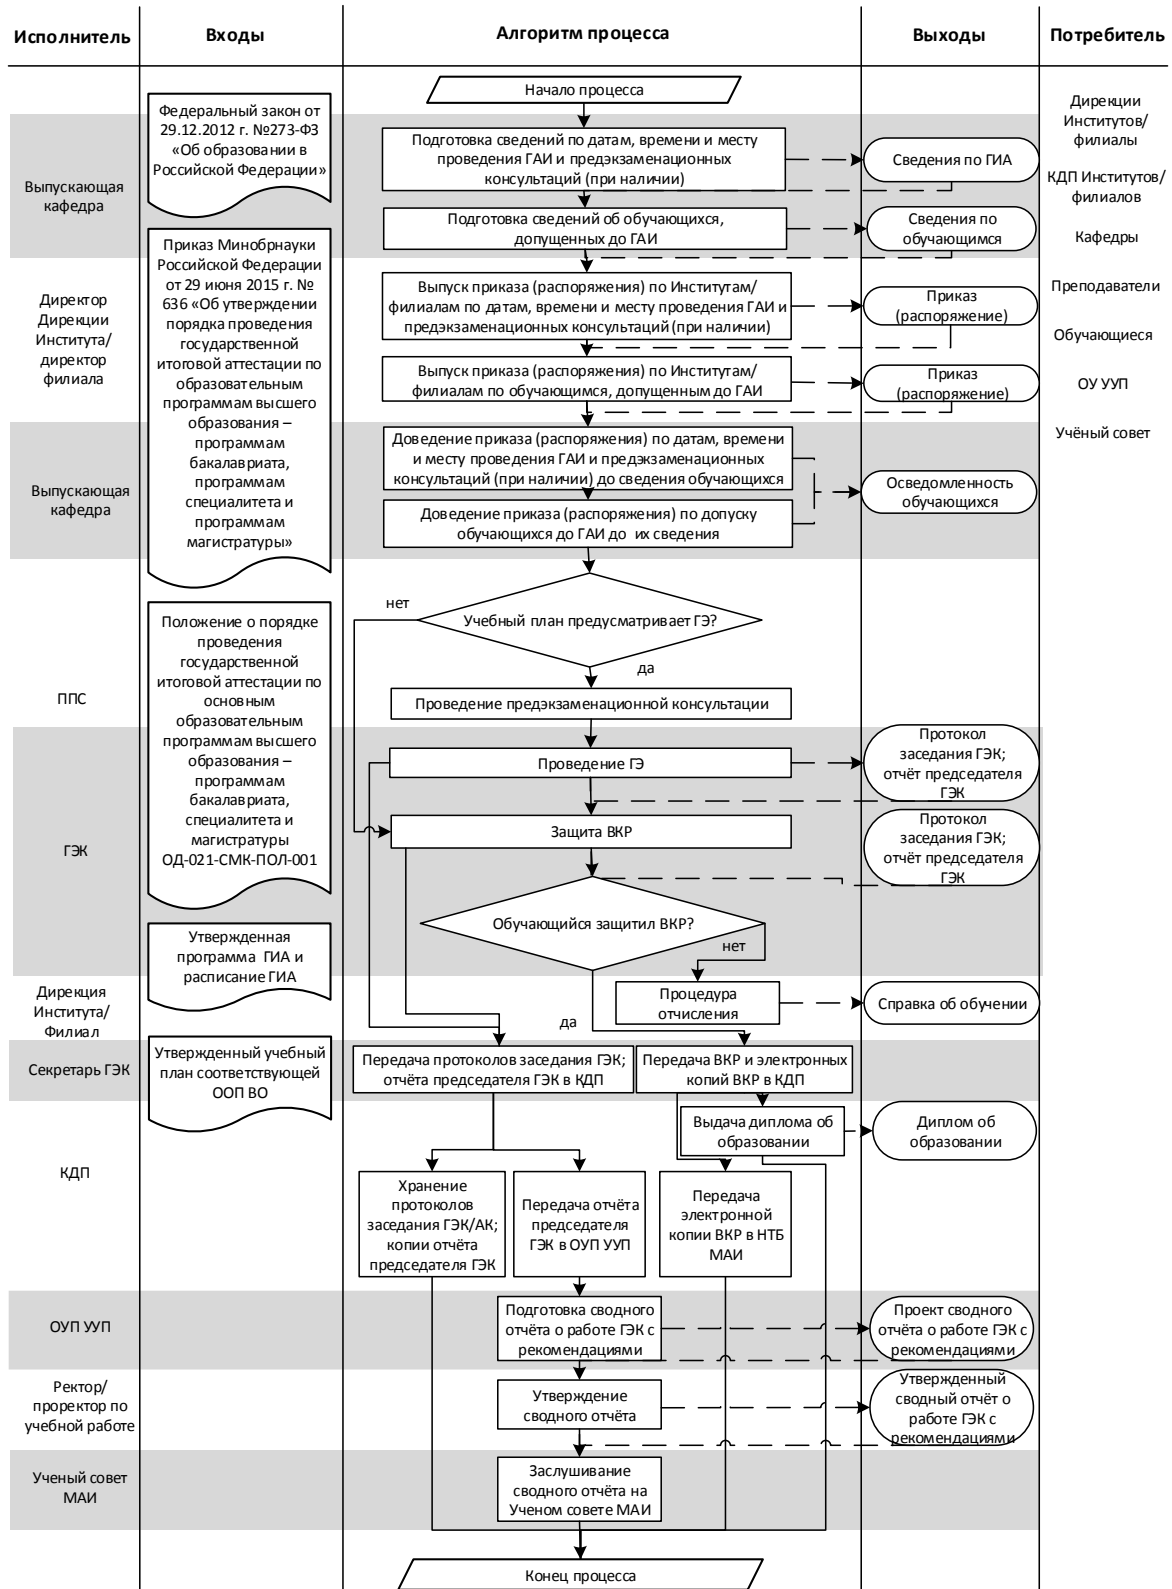 Исполнитель
Входы
Алгоритм процесса
Выходы
Потребитель
Начало процесса
Федеральный закон от
29.12.2012 г. №273-ФЗ
«Об образовании в
Российской Федерации»
Дирекции
Институтов/
филиалы
Выпускающая
кафедра
Подготовка сведений по датам, времени и месту
проведения ГАИ и предэкзаменационных
консультаций (при наличии)
Сведения по ГИА
КДП Институтов/
филиалов
Подготовка сведений об обучающихся,
допущенных до ГАИ
Сведения по
обучающимся
Кафедры
Приказ Минобрнауки
Российской Федерации
от 29 июня 2015 г. №
636 «Об утверждении
порядка проведения
государственной
итоговой аттестации по
образовательным
программам высшего
образования –
программам
бакалавриата,
программам
специалитета и
программам
магистратуры»
Директор
Дирекции
Института/
директор
филиала
Выпуск приказа (распоряжения) по Институтам/
филиалам по датам, времени и месту проведения ГАИ и
предэкзаменационных консультаций (при наличии)
Приказ
(распоряжение)
Преподаватели
Обучающиеся
Выпуск приказа (распоряжения) по Институтам/
филиалам по обучающимся, допущенным до ГАИ
Приказ
(распоряжение)
ОУ УУП
Учёный совет
Выпускающая
кафедра
Доведение приказа (распоряжения) по датам, времени
и месту проведения ГАИ и предэкзаменационных
консультаций (при наличии) до сведения обучающихся
Осведомленность
обучающихся
Доведение приказа (распоряжения) по допуску
обучающихся до ГАИ до их сведения
нет
Учебный план предусматривает ГЭ?
да
Положение о порядке
проведения
государственной
итоговой аттестации по
основным
образовательным
программам высшего
образования –
программам
бакалавриата,
специалитета и
магистратуры
ОД-021-СМК-ПОЛ-001
ППС
Проведение предэкзаменационной консультации
Проведение ГЭ
Протокол
заседания ГЭК;
отчёт председателя
ГЭК
ГЭК
Защита ВКР
Протокол
заседания ГЭК;
отчёт председателя
ГЭК
Обучающийся защитил ВКР?
нет
Утвержденная
программа ГИА и
расписание ГИА
Дирекция
Института/
Филиал
Процедура
отчисления
Справка об обучении
да
Секретарь ГЭК
Утвержденный учебный
план соответствующей
ООП ВО
Передача протоколов заседания ГЭК;
отчёта председателя ГЭК в КДП
Передача ВКР и электронных
копий ВКР в КДП
Выдача диплома об
образовании
Диплом об
образовании
КДП
Хранение
протоколов
заседания ГЭК/АК;
копии отчёта
председателя ГЭК
Передача отчёта
председателя
ГЭК в ОУП УУП
Передача
электронной
копии ВКР в НТБ
МАИ
ОУП УУП
Подготовка сводного
отчёта о работе ГЭК с
рекомендациями
Проект сводного
отчёта о работе ГЭК с
рекомендациями
Ректор/
проректор по
учебной работе
Утверждение
сводного отчёта
Утвержденный
сводный отчёт о
работе ГЭК с
рекомендациями
Ученый совет
МАИ
Заслушивание
сводного отчёта на
Ученом совете МАИ
Конец процесса